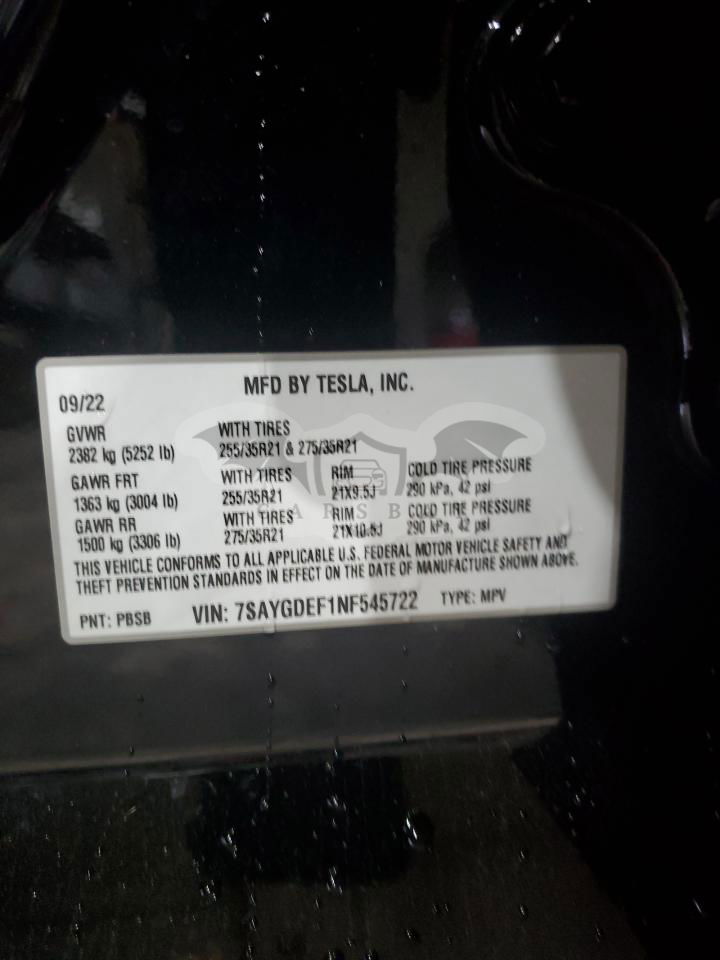 MFD BY TESLA, INC.
09/22
GVWR WITH TIRES
2382 kg (5252 lb) 255/35R21 & 275/35R21
GAWR FRT WITH TIRES RIM COLD TIRE PRESSURE
1363 kg (3004 lb) 255/35R21 21X9.5J 290 kPa, 42 psi
GAWR RR WITH TIRES RIM COLD TIRE PRESSURE
1500 kg (3306 lb) 275/35R21 21X10.5J 290 kPa, 42 psi
THIS VEHICLE CONFORMS TO ALL APPLICABLE U.S. FEDERAL MOTOR VEHICLE SAFETY AND
THEFT PREVENTION STANDARDS IN EFFECT ON THE DATE OF MANUFACTURE SHOWN ABOVE.
PNT: PBSB VIN: 7SAYGDEF1NF545722 TYPE: MPV